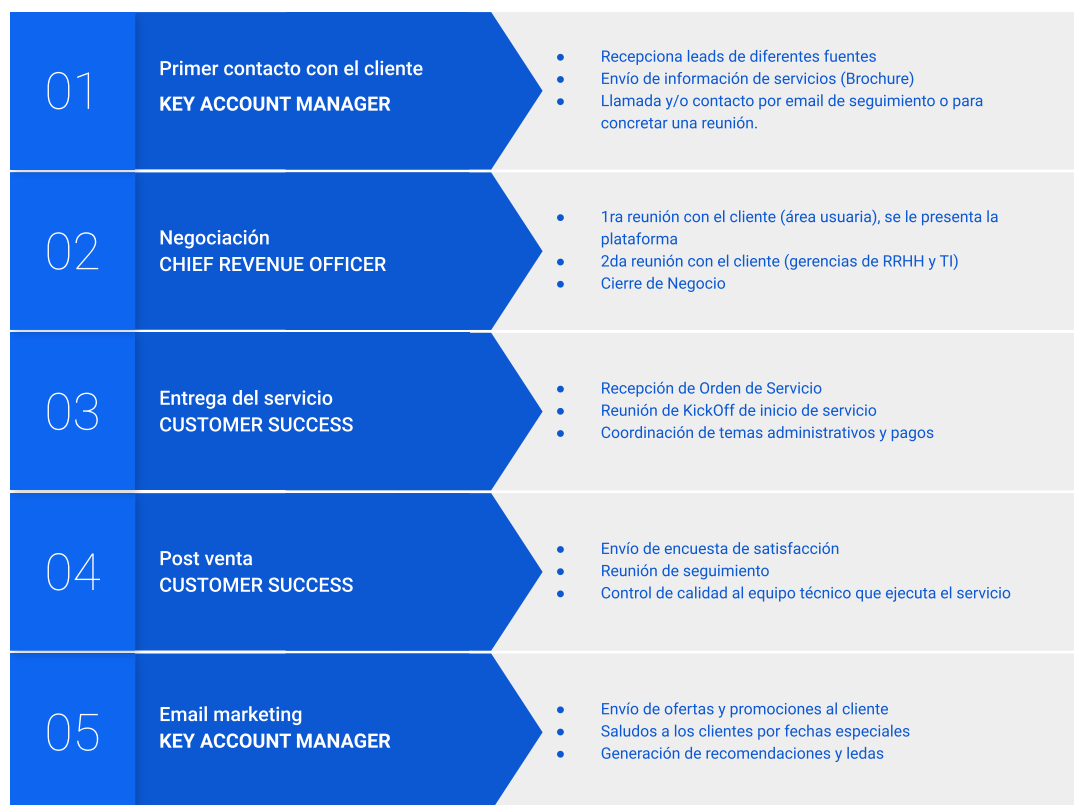 01
Primer contacto con el cliente
KEY ACCOUNT MANAGER
● Recepciona leads de diferentes fuentes
● Envío de información de servicios (Brochure)
● Llamada y/o contacto por email de seguimiento o para
concretar una reunión.
02
Negociación
CHIEF REVENUE OFFICER
● 1ra reunión con el cliente (área usuaria), se le presenta la
plataforma
● 2da reunión con el cliente (gerencias de RRHH y TI)
● Cierre de Negocio
03
Entrega del servicio
CUSTOMER SUCCESS
● Recepción de Orden de Servicio
● Reunión de KickOff de inicio de servicio
● Coordinación de temas administrativos y pagos
04
Post venta
CUSTOMER SUCCESS
● Envío de encuesta de satisfacción
● Reunión de seguimiento
● Control de calidad al equipo técnico que ejecuta el servicio
05
Email marketing
KEY ACCOUNT MANAGER
● Envío de ofertas y promociones al cliente
● Saludos a los clientes por fechas especiales
● Generación de recomendaciones y ledas